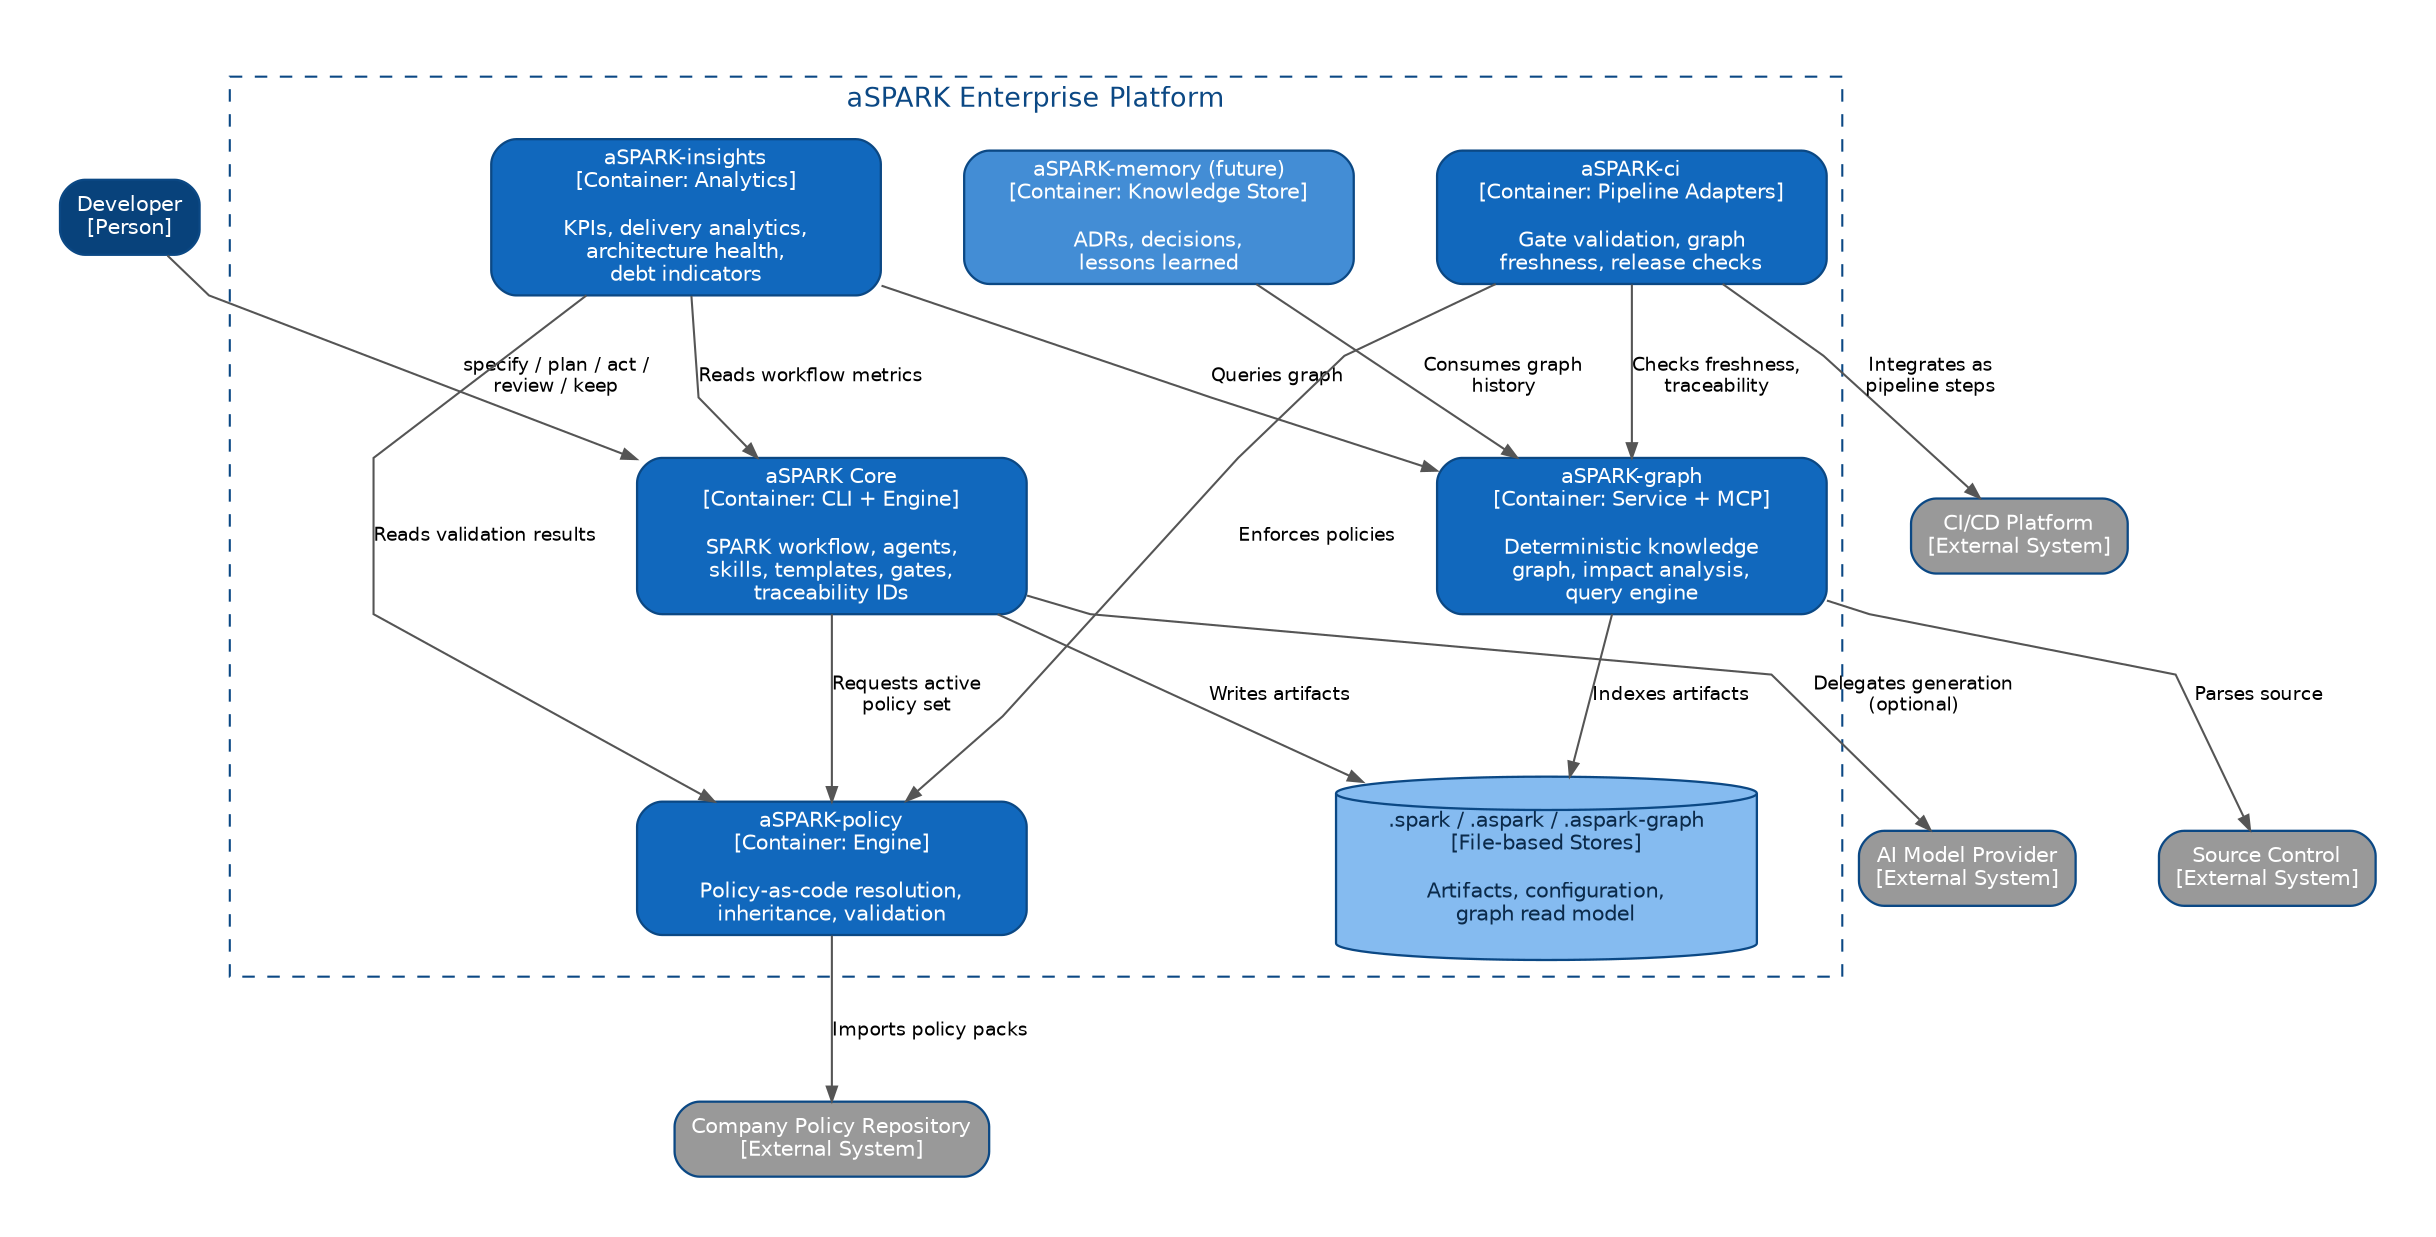 aSPARK Enterprise Platform
Developer
[Person]
aSPARK-insights
[Container: Analytics]
KPIs, delivery analytics,
architecture health,
debt indicators
aSPARK-memory (future)
[Container: Knowledge Store]
ADRs, decisions,
lessons learned
aSPARK-ci
[Container: Pipeline Adapters]
Gate validation, graph
freshness, release checks
specify / plan / act /
review / keep
Reads workflow metrics
Queries graph
Consumes graph
history
Checks freshness,
traceability
Integrates as
pipeline steps
Reads validation results
aSPARK Core
[Container: CLI + Engine]
SPARK workflow, agents,
skills, templates, gates,
traceability IDs
Enforces policies
aSPARK-graph
[Container: Service + MCP]
Deterministic knowledge
graph, impact analysis,
query engine
CI/CD Platform
[External System]
Requests active
policy set
Writes artifacts
Indexes artifacts
Delegates generation
(optional)
Parses source
aSPARK-policy
[Container: Engine]
Policy-as-code resolution,
inheritance, validation
.spark / .aspark / .aspark-graph
[File-based Stores]
Artifacts, configuration,
graph read model
AI Model Provider
[External System]
Source Control
[External System]
Imports policy packs
Company Policy Repository
[External System]